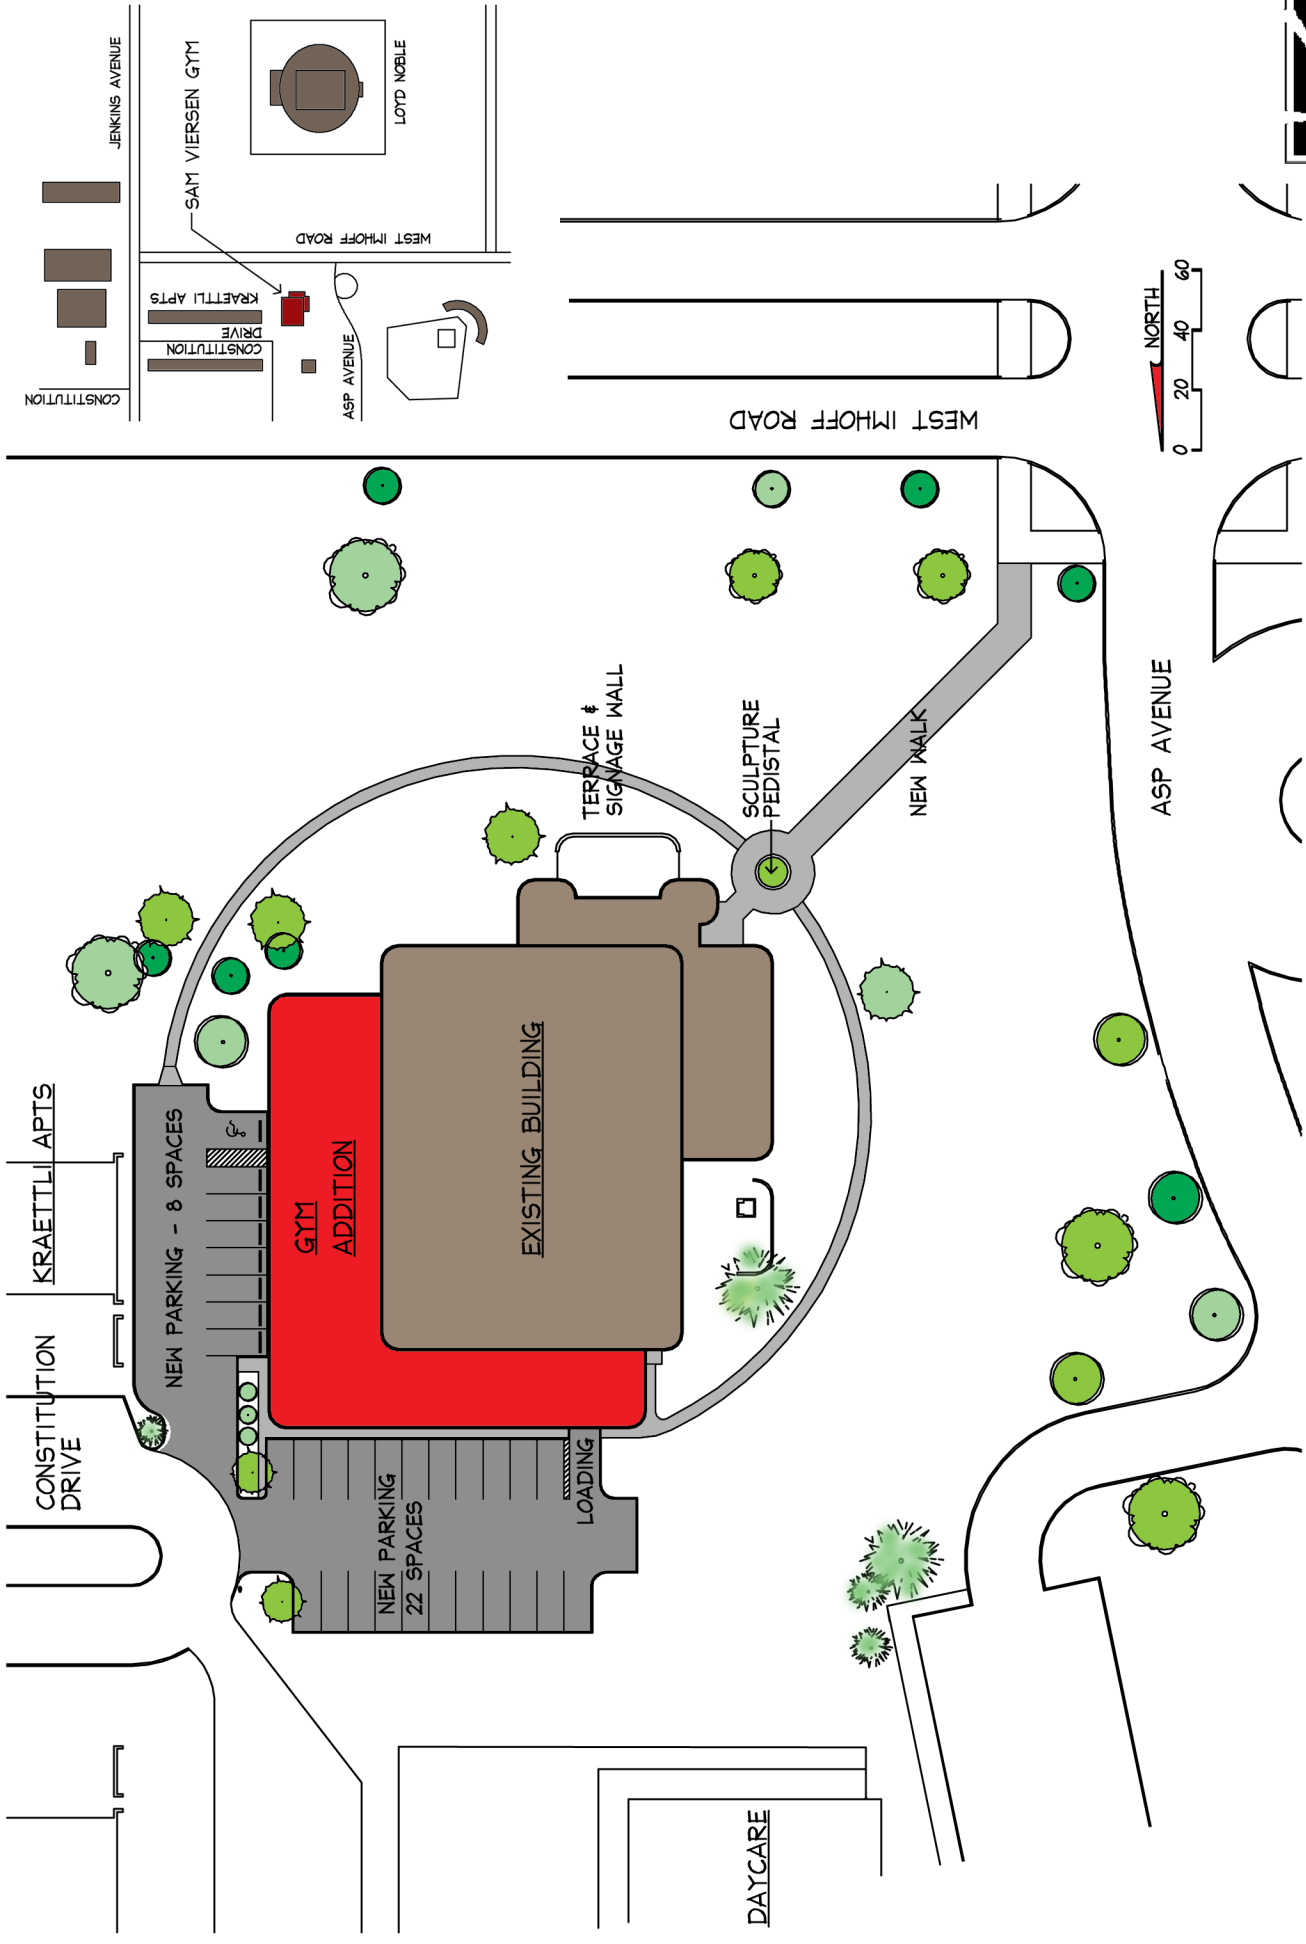 JENKINS AVENUE
SAM VIERSEN GYM
LOYD NOBLE
WEST IMHOFF ROAD
KRAETTLI APTS
CONSTITUTION
DRIVE
CONSTITUTION
ASP AVENUE
WEST IMHOFF ROAD
NORTH
0 20 40 60
TERRACE &
SIGNAGE WALL
SCULPTURE
PEDISTAL
NEW WALK
ASP AVENUE
KRAETTLI APTS
NEW PARKING - 8 SPACES
GYM
ADDITION
EXISTING BUILDING
CONSTITUTION
DRIVE
NEW PARKING
22 SPACES
LOADING
DAYCARE